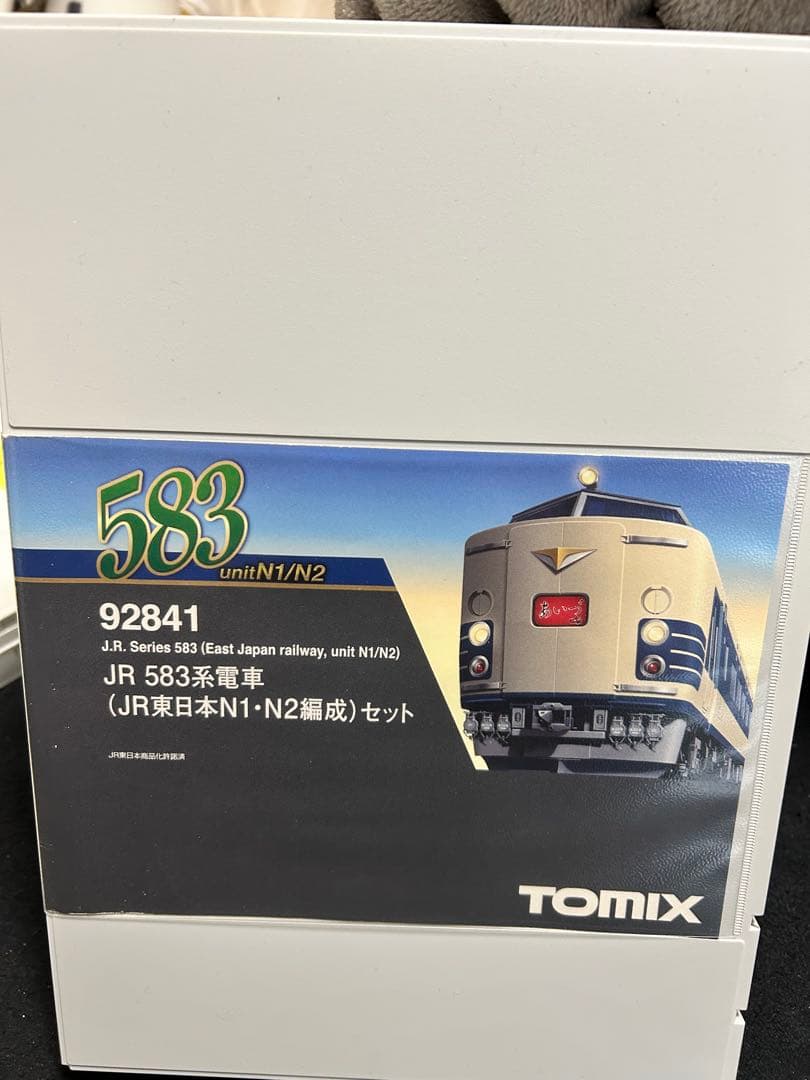 583
unitN1/N2
92841
J.R. Series 583 (East Japan railway, unit N1/N2)
JR 583系電車
(JR東日本N1・N2編成)セット
JR東日本商品化許諾済
TOMIX